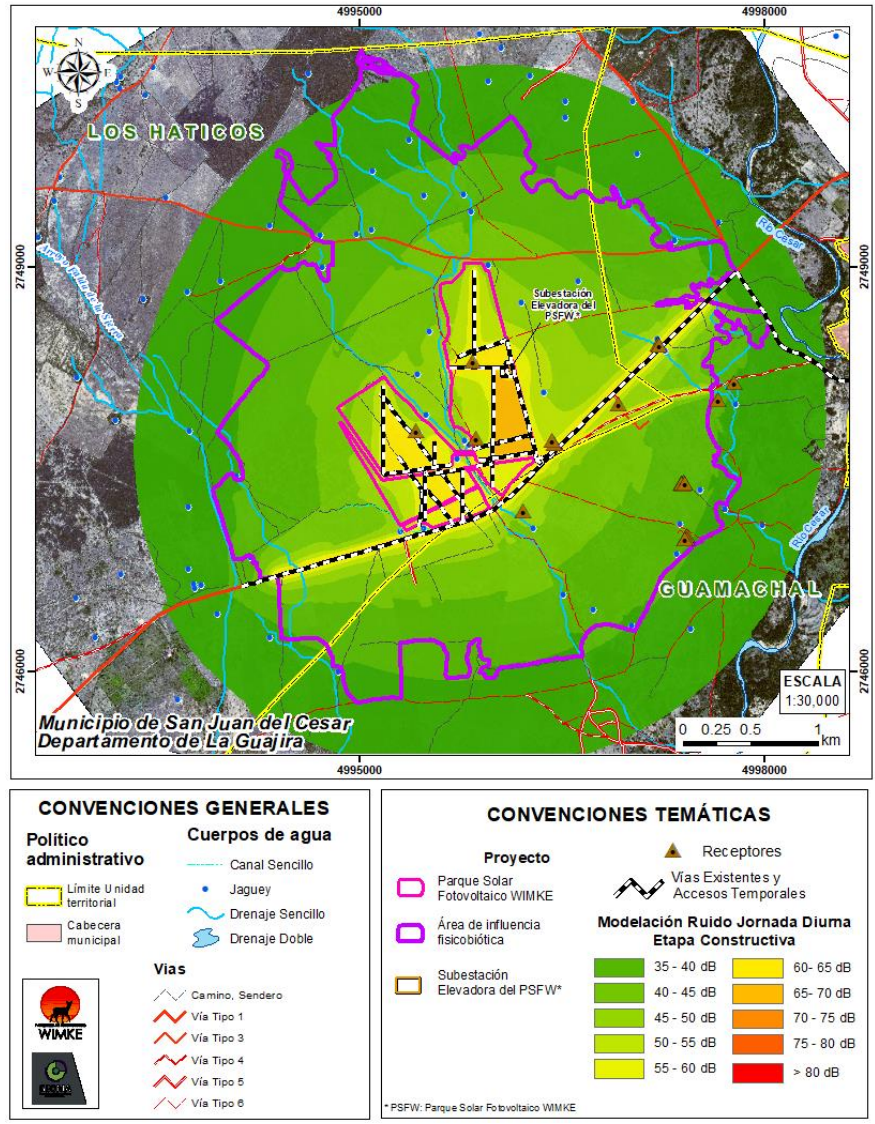 4995000
4998000
N
W E
S
LOS HATICOS
Río Cesar
2749000
2749000
Subestación
Elevadora del
PSFW*
Río Cesar
GUAMACHAL
2746000
2746000
ESCALA
1:30,000
Municipio de San Juan del Cesar
Departamento de La Guajira
0 0.25 0.5 1
km
4995000
4998000
CONVENCIONES GENERALES
Político
administrativo
Límite Unidad
territorial
Cabecera
municipal
Cuerpos de agua
Canal Sencillo
Jaguey
Drenaje Sencillo
Drenaje Doble
Vias
Camino, Sendero
Vía Tipo 1
Vía Tipo 3
Vía Tipo 4
Vía Tipo 5
Vía Tipo 6
WIMKE
CONVENCIONES TEMÁTICAS
Proyecto
Parque Solar
Fotovoltaico WIMKE
Área de influencia
fisicobiótica
Subestación
Elevadora del PSFW*
Receptores
Vías Existentes y
Accesos Temporales
Modelación Ruido Jornada Diurna
Etapa Constructiva
35 - 40 dB
40 - 45 dB
45 - 50 dB
50 - 55 dB
55 - 60 dB
60- 65 dB
65- 70 dB
70 - 75 dB
75 - 80 dB
> 80 dB
* PSFW: Parque Solar Fotovoltaico WIMKE